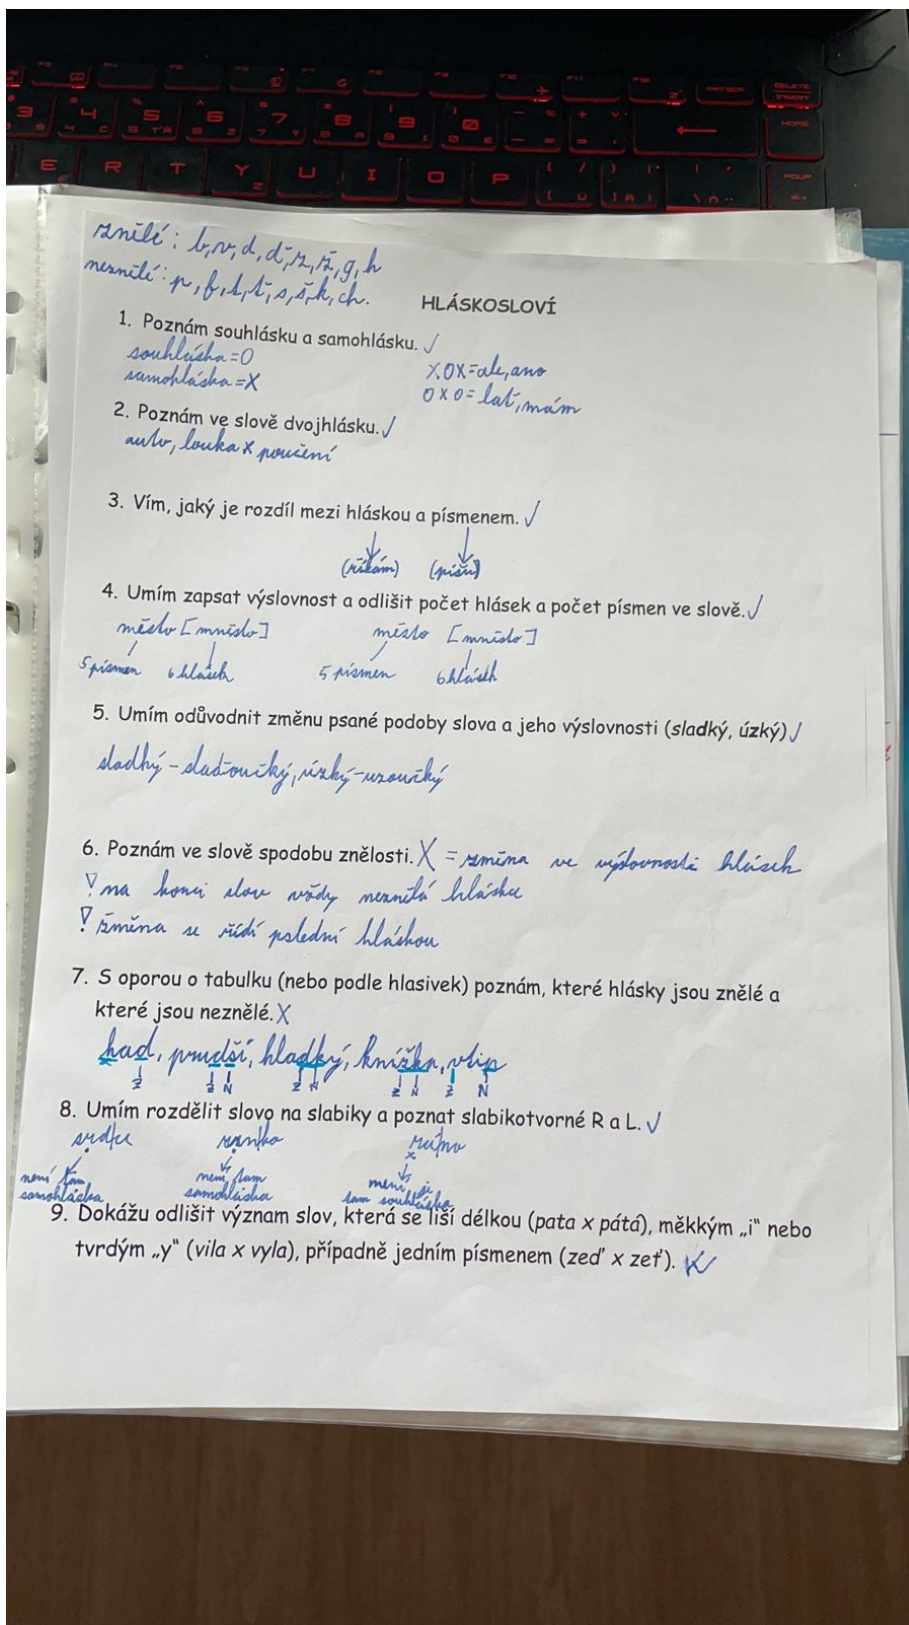 znělé: b, v, d, ď, z, ž, g, h
neznělé: p, f, t, ť, s, š, k, ch.
HLÁSKOSLOVÍ
1. Poznám souhlásku a samohlásku. ✓
souhláska=O
samohláska=X
XOX=ale, ano
OXO=lať, mám
2. Poznám ve slově dvojhlásku. ✓
auto, louka x poučení
3. Vím, jaký je rozdíl mezi hláskou a písmenem. ✓
(říkám) (píšu)
4. Umím zapsat výslovnost a odlišit počet hlásek a počet písmen ve slově. ✓
město [mňesto] město [mňesto]
5 písmen 6 hlásek 5 písmen 6 hlásek
5. Umím odůvodnit změnu psané podoby slova a jeho výslovnosti (sladký, úzký) ✓
sladký - slaďoučký, úzký - uzoučký
6. Poznám ve slově spodobu znělosti. X = změna ve výslovnosti hlásek
! na konci slov vždy neznělá hláska
! změna se řídí poslední hláskou
7. S oporou o tabulku (nebo podle hlasivek) poznám, které hlásky jsou znělé a
které jsou neznělé. X
had, prudší, hladký, knížka, vtip
Z Z N Z N Z N Z N
8. Umím rozdělit slovo na slabiky a poznat slabikotvorné R a L. ✓
srdce
není tam
samohláska
není tam
samohláska
není
tam souhláska
9. Dokážu odlišit význam slov, která se liší délkou (pata x pátá), měkkým „i" nebo
tvrdým „y" (vila x vyla), případně jedním písmenem (zeď x zeť).